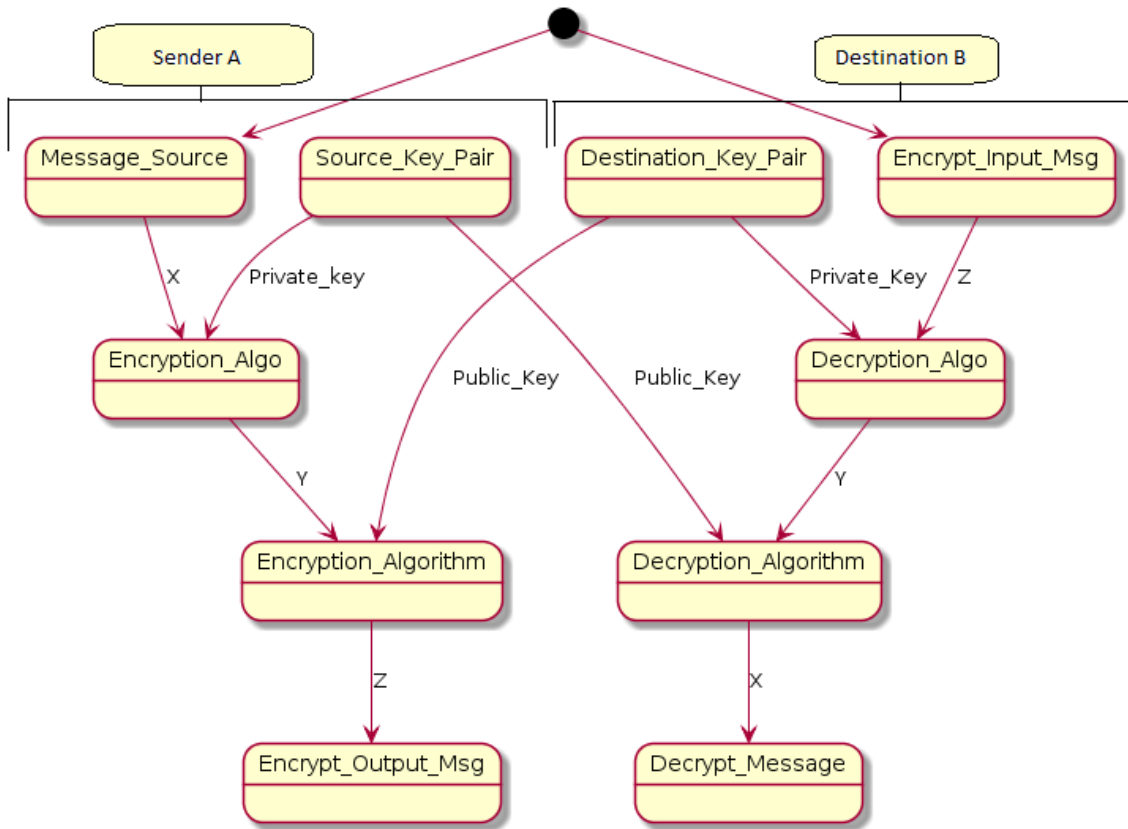 Sender A
Destination B
Message_Source
Source_Key_Pair
Destination_Key_Pair
Encrypt_Input_Msg
X
Private_key
Private_Key
Z
Encryption_Algo
Decryption_Algo
Public_Key
Public_Key
Y
Y
Encryption_Algorithm
Decryption_Algorithm
Z
X
Encrypt_Output_Msg
Decrypt_Message